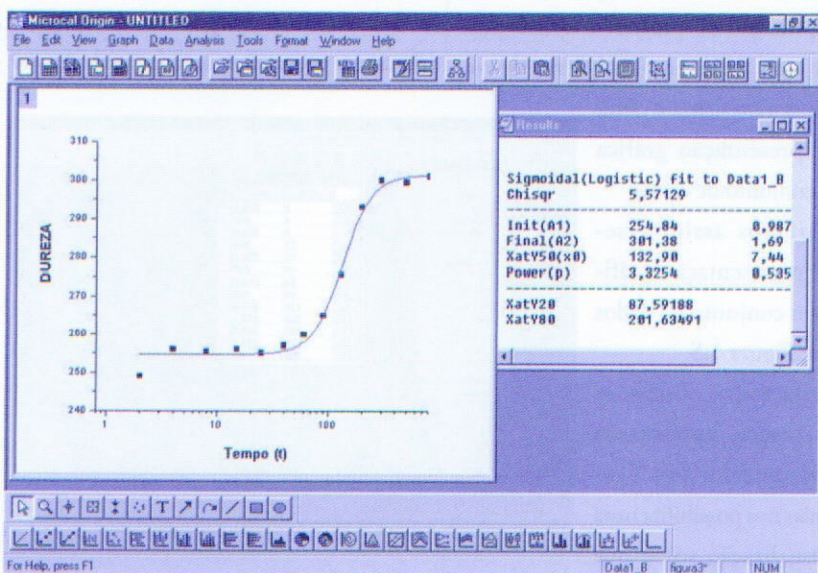 Microcal Origin - UNTITLED
File Edit View Graph Data Analysis Tools Format Window Help
1
310
300
290
280
270
260
250
240
DUREZA
1 10 100
Tempo (t)
Results
Sigmoidal(Logistic) fit to Data1_B
Chisqr 5,57129
Init(A1) 254,84 0,987
Final(A2) 301,38 1,69
XatY50(x0) 132,90 7,44
Power(p) 3,3254 0,535
XatY20 87,59188
XatY80 201,63491
T
For Help, press F1
Data1_B figura3* NUM